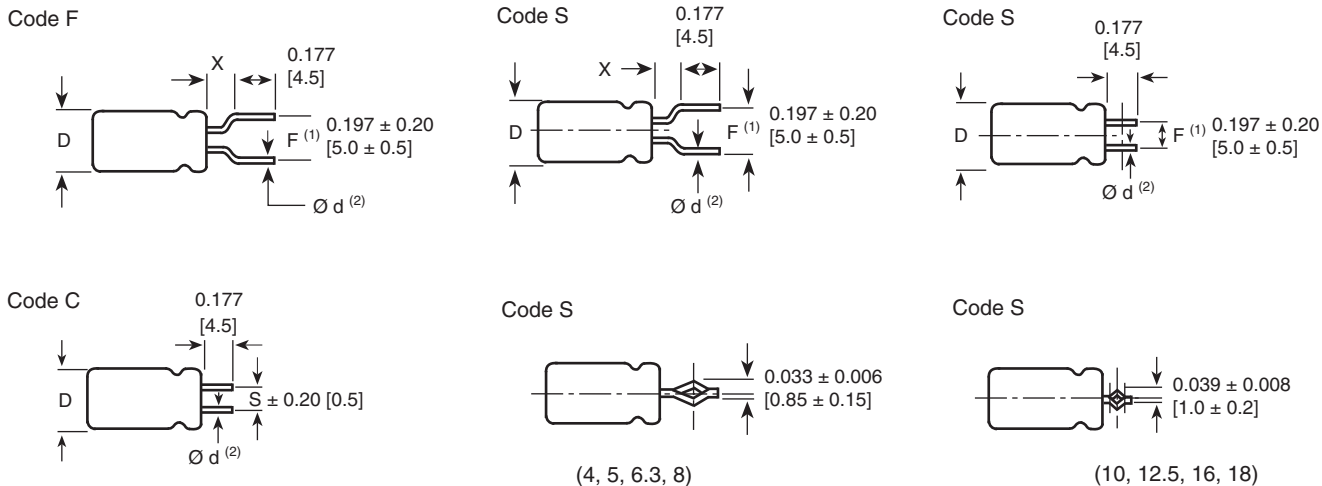 Code F
X
0.177
[4.5]
D
F (1)
0.197 ± 0.20
[5.0 ± 0.5]
Ø d (2)
Code S
0.177
[4.5]
X
D
F (1)
0.197 ± 0.20
[5.0 ± 0.5]
Ø d (2)
Code S
0.177
[4.5]
D
F (1)
0.197 ± 0.20
[5.0 ± 0.5]
Ø d (2)
Code C
0.177
[4.5]
D
S ± 0.20 [0.5]
Ø d (2)
Code S
0.033 ± 0.006
[0.85 ± 0.15]
(4, 5, 6.3, 8)
Code S
0.039 ± 0.008
[1.0 ± 0.2]
(10, 12.5, 16, 18)